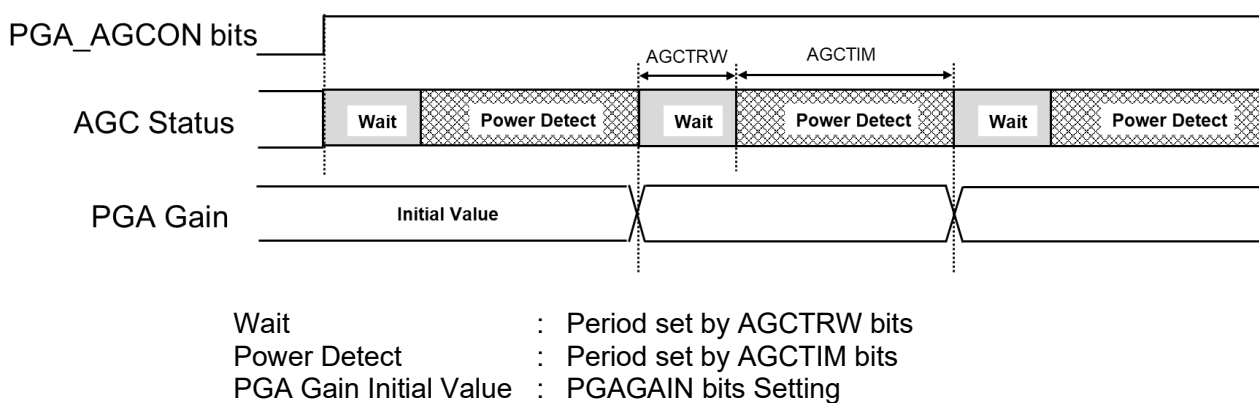 PGA_AGCON bits
AGCTRW AGCTIM
AGC Status Wait Power Detect Wait Power Detect Wait Power Detect
PGA Gain Initial Value
Wait : Period set by AGCTRW bits
Power Detect : Period set by AGCTIM bits
PGA Gain Initial Value : PGAGAIN bits Setting